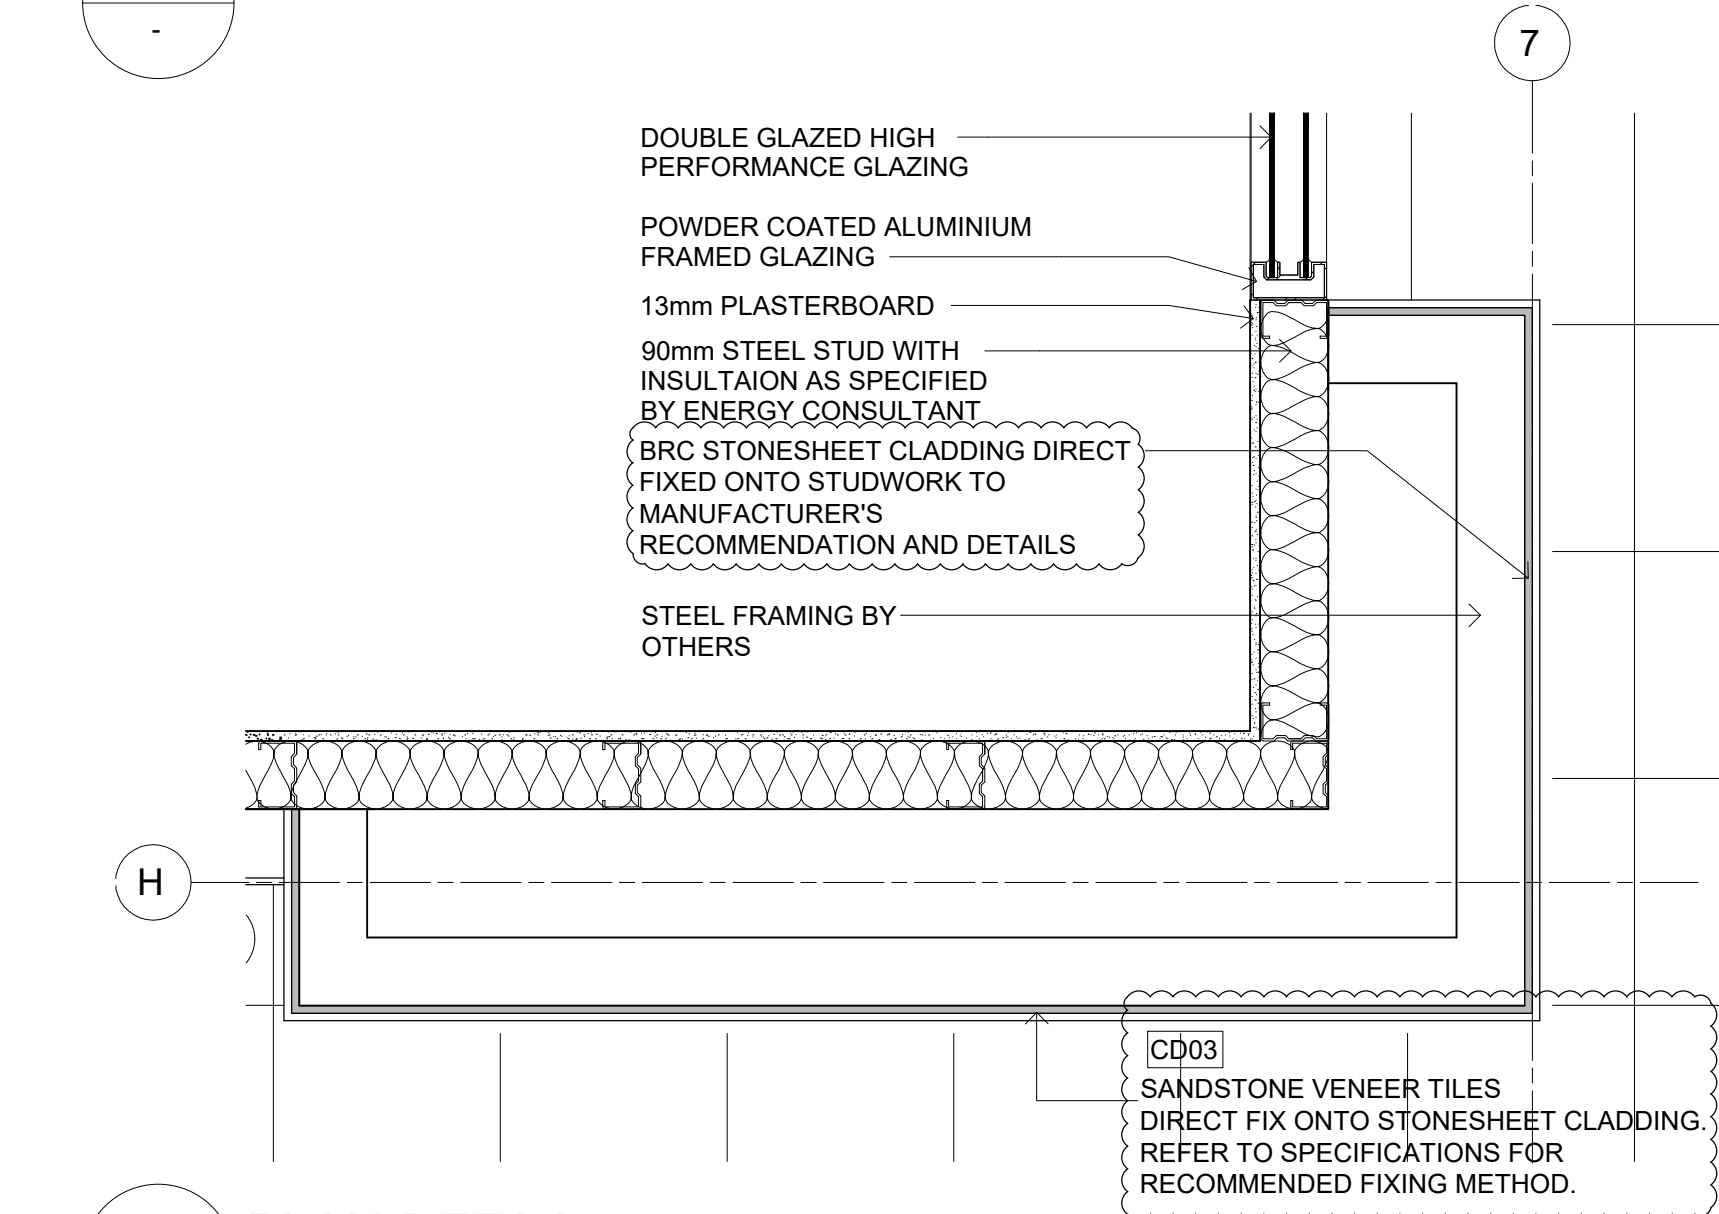 -
7
DOUBLE GLAZED HIGH
PERFORMANCE GLAZING
POWDER COATED ALUMINIUM
FRAMED GLAZING
13mm PLASTERBOARD
90mm STEEL STUD WITH
INSULTAION AS SPECIFIED
BY ENERGY CONSULTANT
BRC STONESHEET CLADDING DIRECT
FIXED ONTO STUDWORK TO
MANUFACTURER'S
RECOMMENDATION AND DETAILS
STEEL FRAMING BY
OTHERS
H
CD03
SANDSTONE VENEER TILES
DIRECT FIX ONTO STONESHEET CLADDING.
REFER TO SPECIFICATIONS FOR
RECOMMENDED FIXING METHOD.